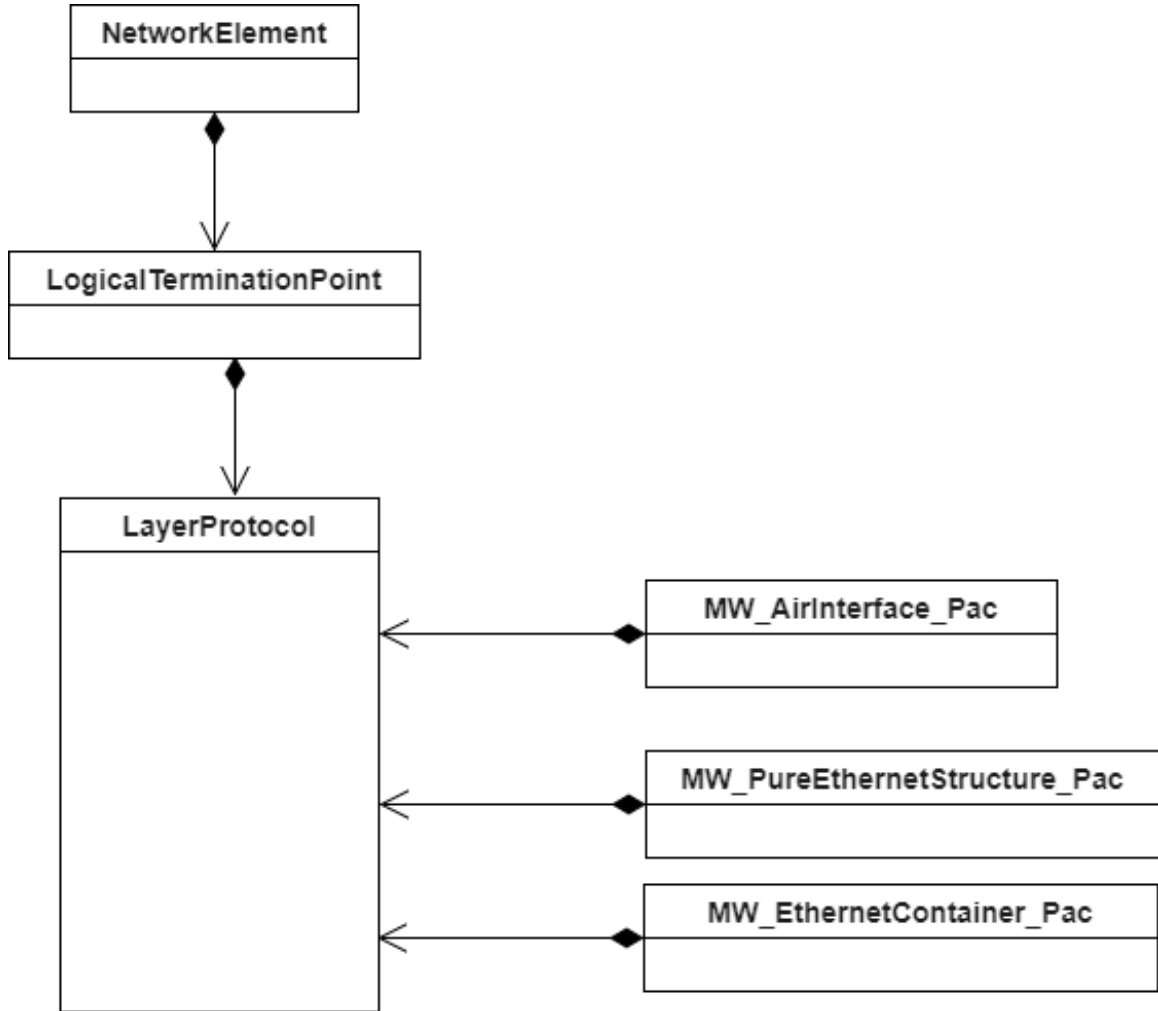 NetworkElement
LogicalTerminationPoint
LayerProtocol
MW_AirInterface_Pac
MW_PureEthernetStructure_Pac
MW_EthernetContainer_Pac